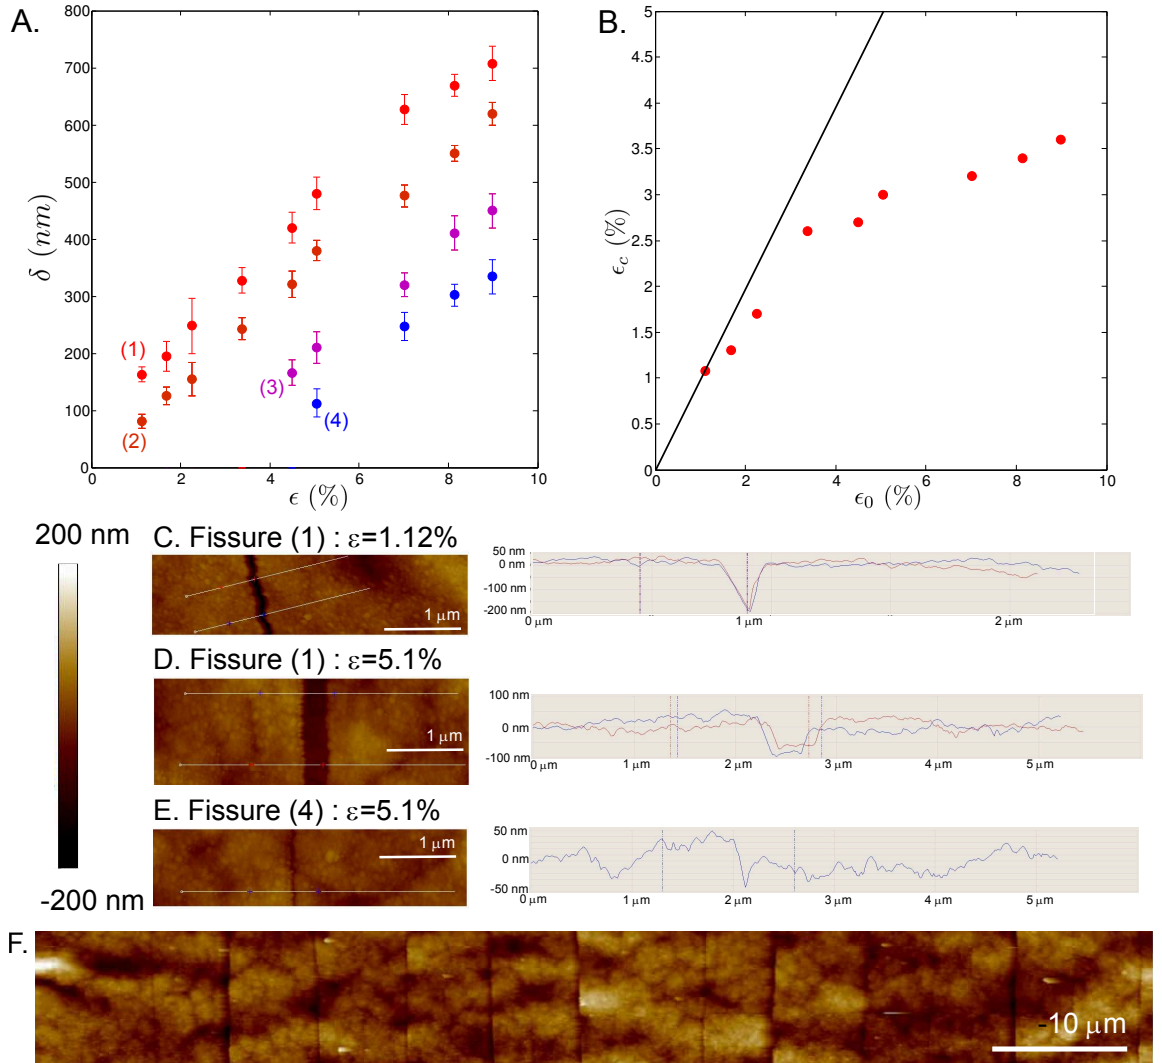 A.
800
700
600
500
400
300
200
100
0
δ (nm)
(1)
(2)
(3)
(4)
0
2
4
6
8
10
ϵ (%)
B.
5
4.5
4
3.5
3
2.5
2
1.5
1
0.5
0
ϵc (%)
0
2
4
6
8
10
ϵ0 (%)
200 nm
-200 nm
C. Fissure (1) : ε=1.12%
1 μm
50 nm
0 nm
-100 nm
-200 nm
0 μm
1 μm
2 μm
D. Fissure (1) : ε=5.1%
1 μm
100 nm
0 nm
-100 nm
0 μm
1 μm
2 μm
3 μm
4 μm
5 μm
E. Fissure (4) : ε=5.1%
1 μm
50 nm
0 nm
-50 nm
0 μm
1 μm
2 μm
3 μm
4 μm
5 μm
F.
-10 μm